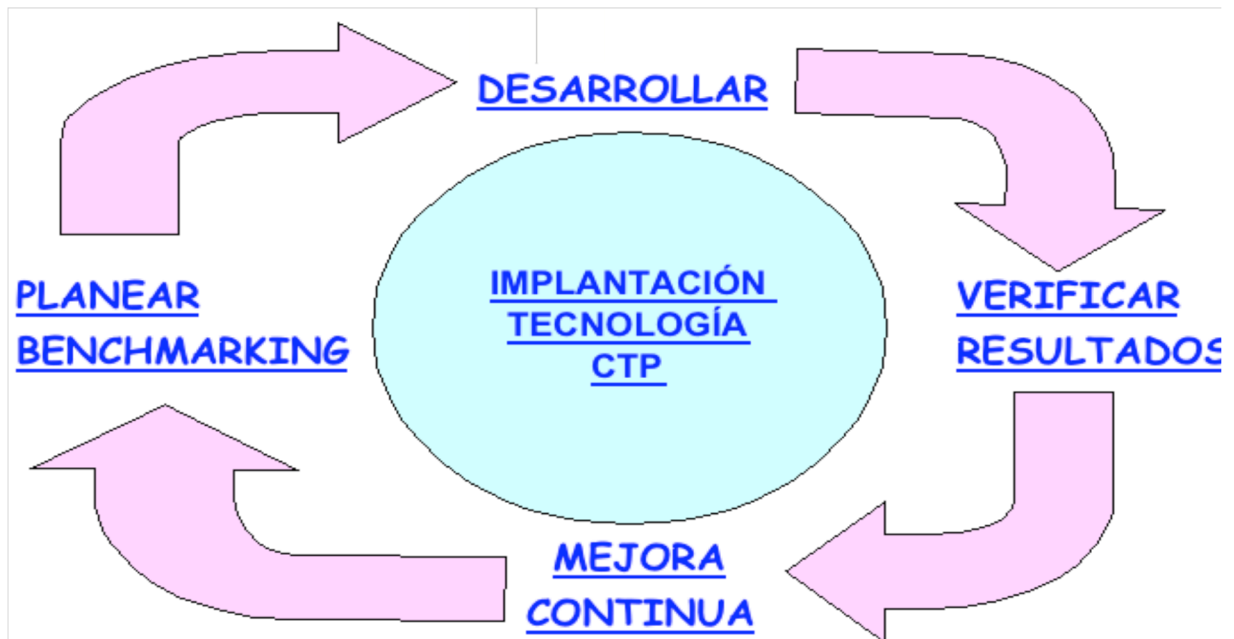 DESARROLLAR
IMPLANTACIÓN
TECNOLOGÍA
CTP
PLANEAR
BENCHMARKING
VERIFICAR
RESULTADOS
MEJORA
CONTINUA